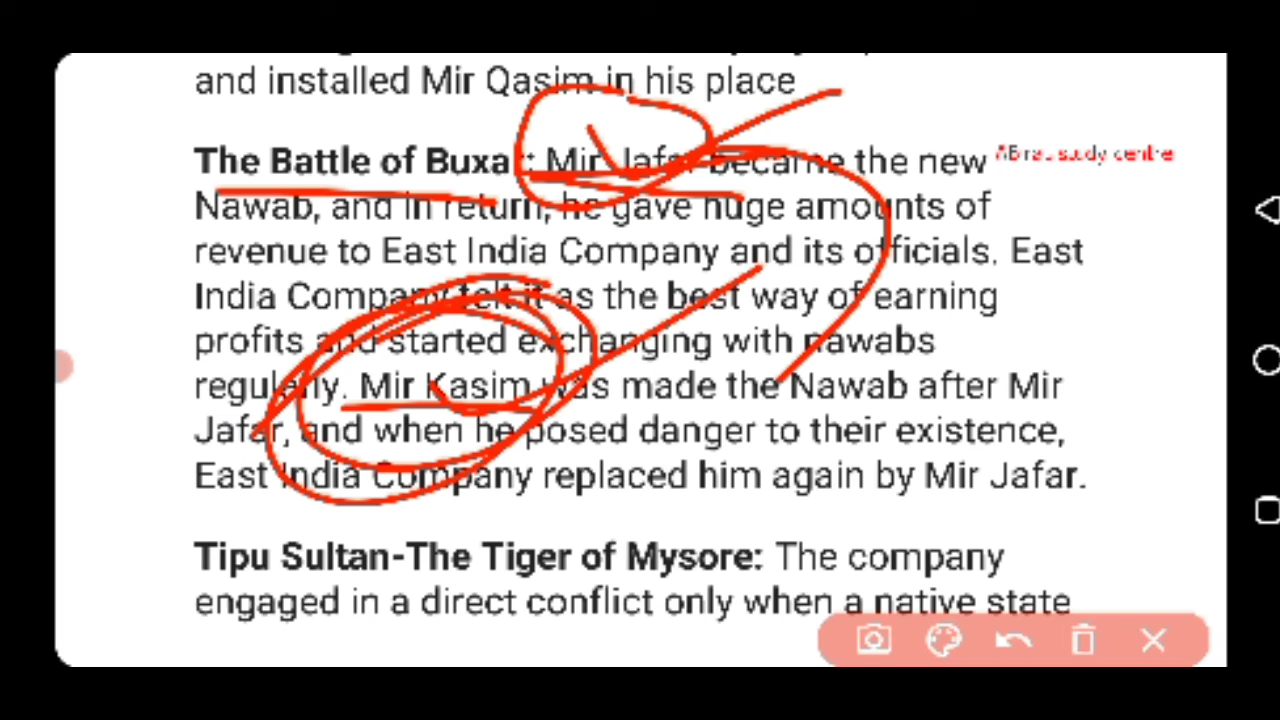 and installed Mir Qasim in his place
The Battle of Buxar: Mir Jafar became the new
Nawab, and in return, he gave huge amounts of
revenue to East India Company and its officials. East
India Company felt it as the best way of earning
profits and started exchanging with nawabs
regularly. Mir Kasim was made the Nawab after Mir
Jafar, and when he posed danger to their existence,
East India Company replaced him again by Mir Jafar.
Tipu Sultan-The Tiger of Mysore: The company
engaged in a direct conflict only when a native state
study centre